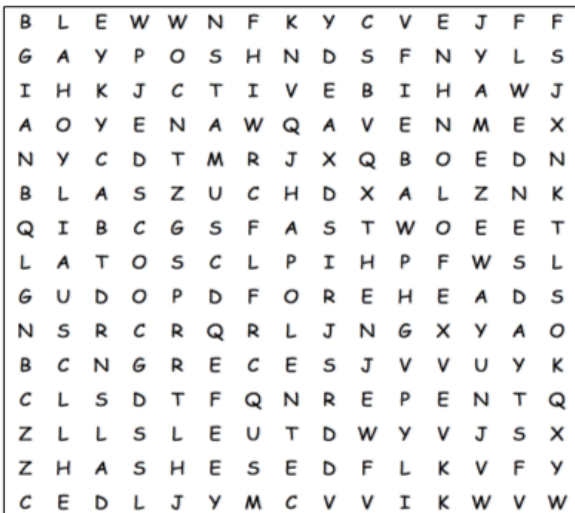 B L E W W N F K Y C V E J F F
G A Y P O S H N D S F N Y L S
I H K J C T I V E B I H A W J
A O Y E N A W Q A V E N M E X
N Y C D T M R J X Q B O E D N
B L A S Z U C H D X A L Z N K
Q I B C G S F A S T W O E E T
L A T O S C L P I H P F W S L
G U D O P D F O R E H E A D S
N S R C R Q R L J N G X Y A O
B C N G R E C E S J V V U Y K
C L S D T F Q N R E P E N T Q
Z L L S L E U T D W Y V J S X
Z H A S H E S E D F L K V F Y
C E D L J Y M C V V I K W V W